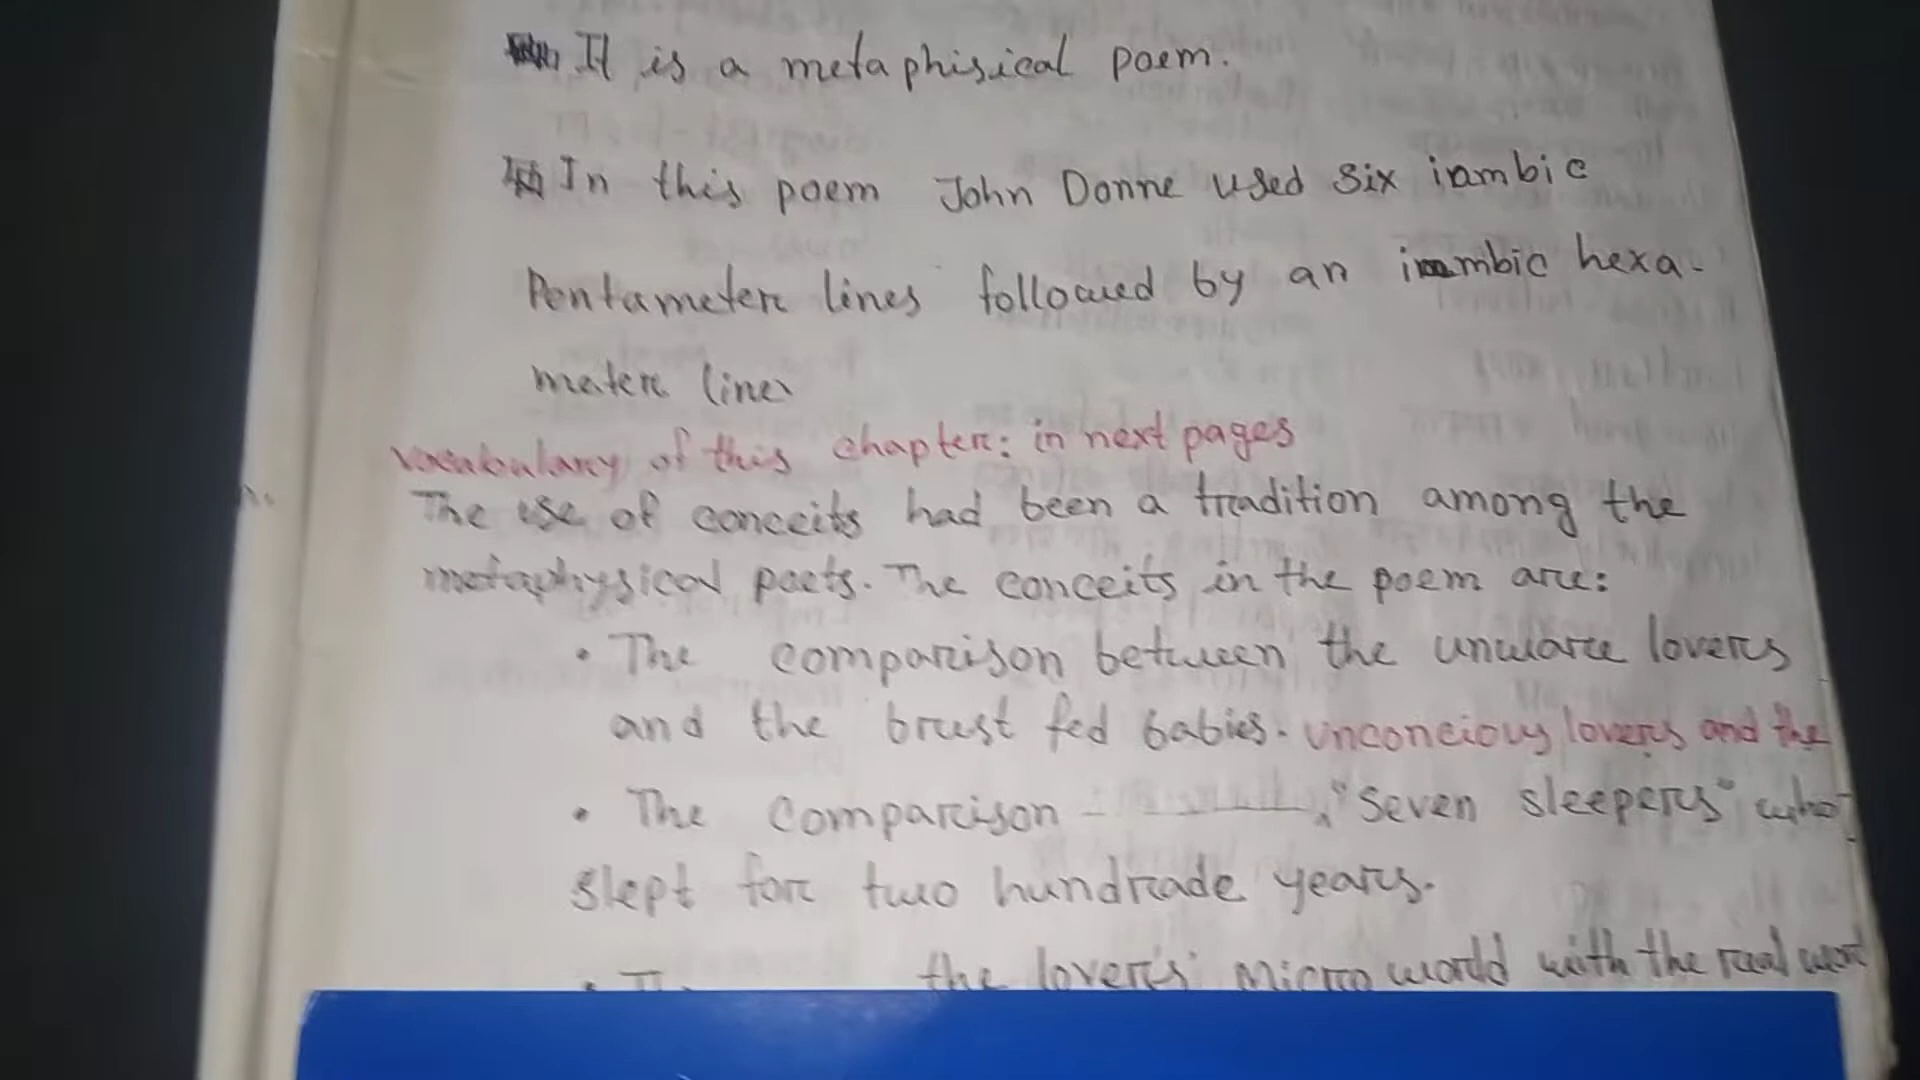 It is a metaphisical poem.
In this poem John Donne used six iambic
Pentameter lines followed by an iambic hexa-
meter line
vocabulary of this chapter: in next pages
The use of conceits had been a tradition among the
metaphysical poets. The conceits in the poem are:
• The comparison between the unware lovers
and the brest fed babies. unconcious lovers and the
• The comparison "Seven sleepers" who
slept for two hundrade years.
the lovers' micro world with the real